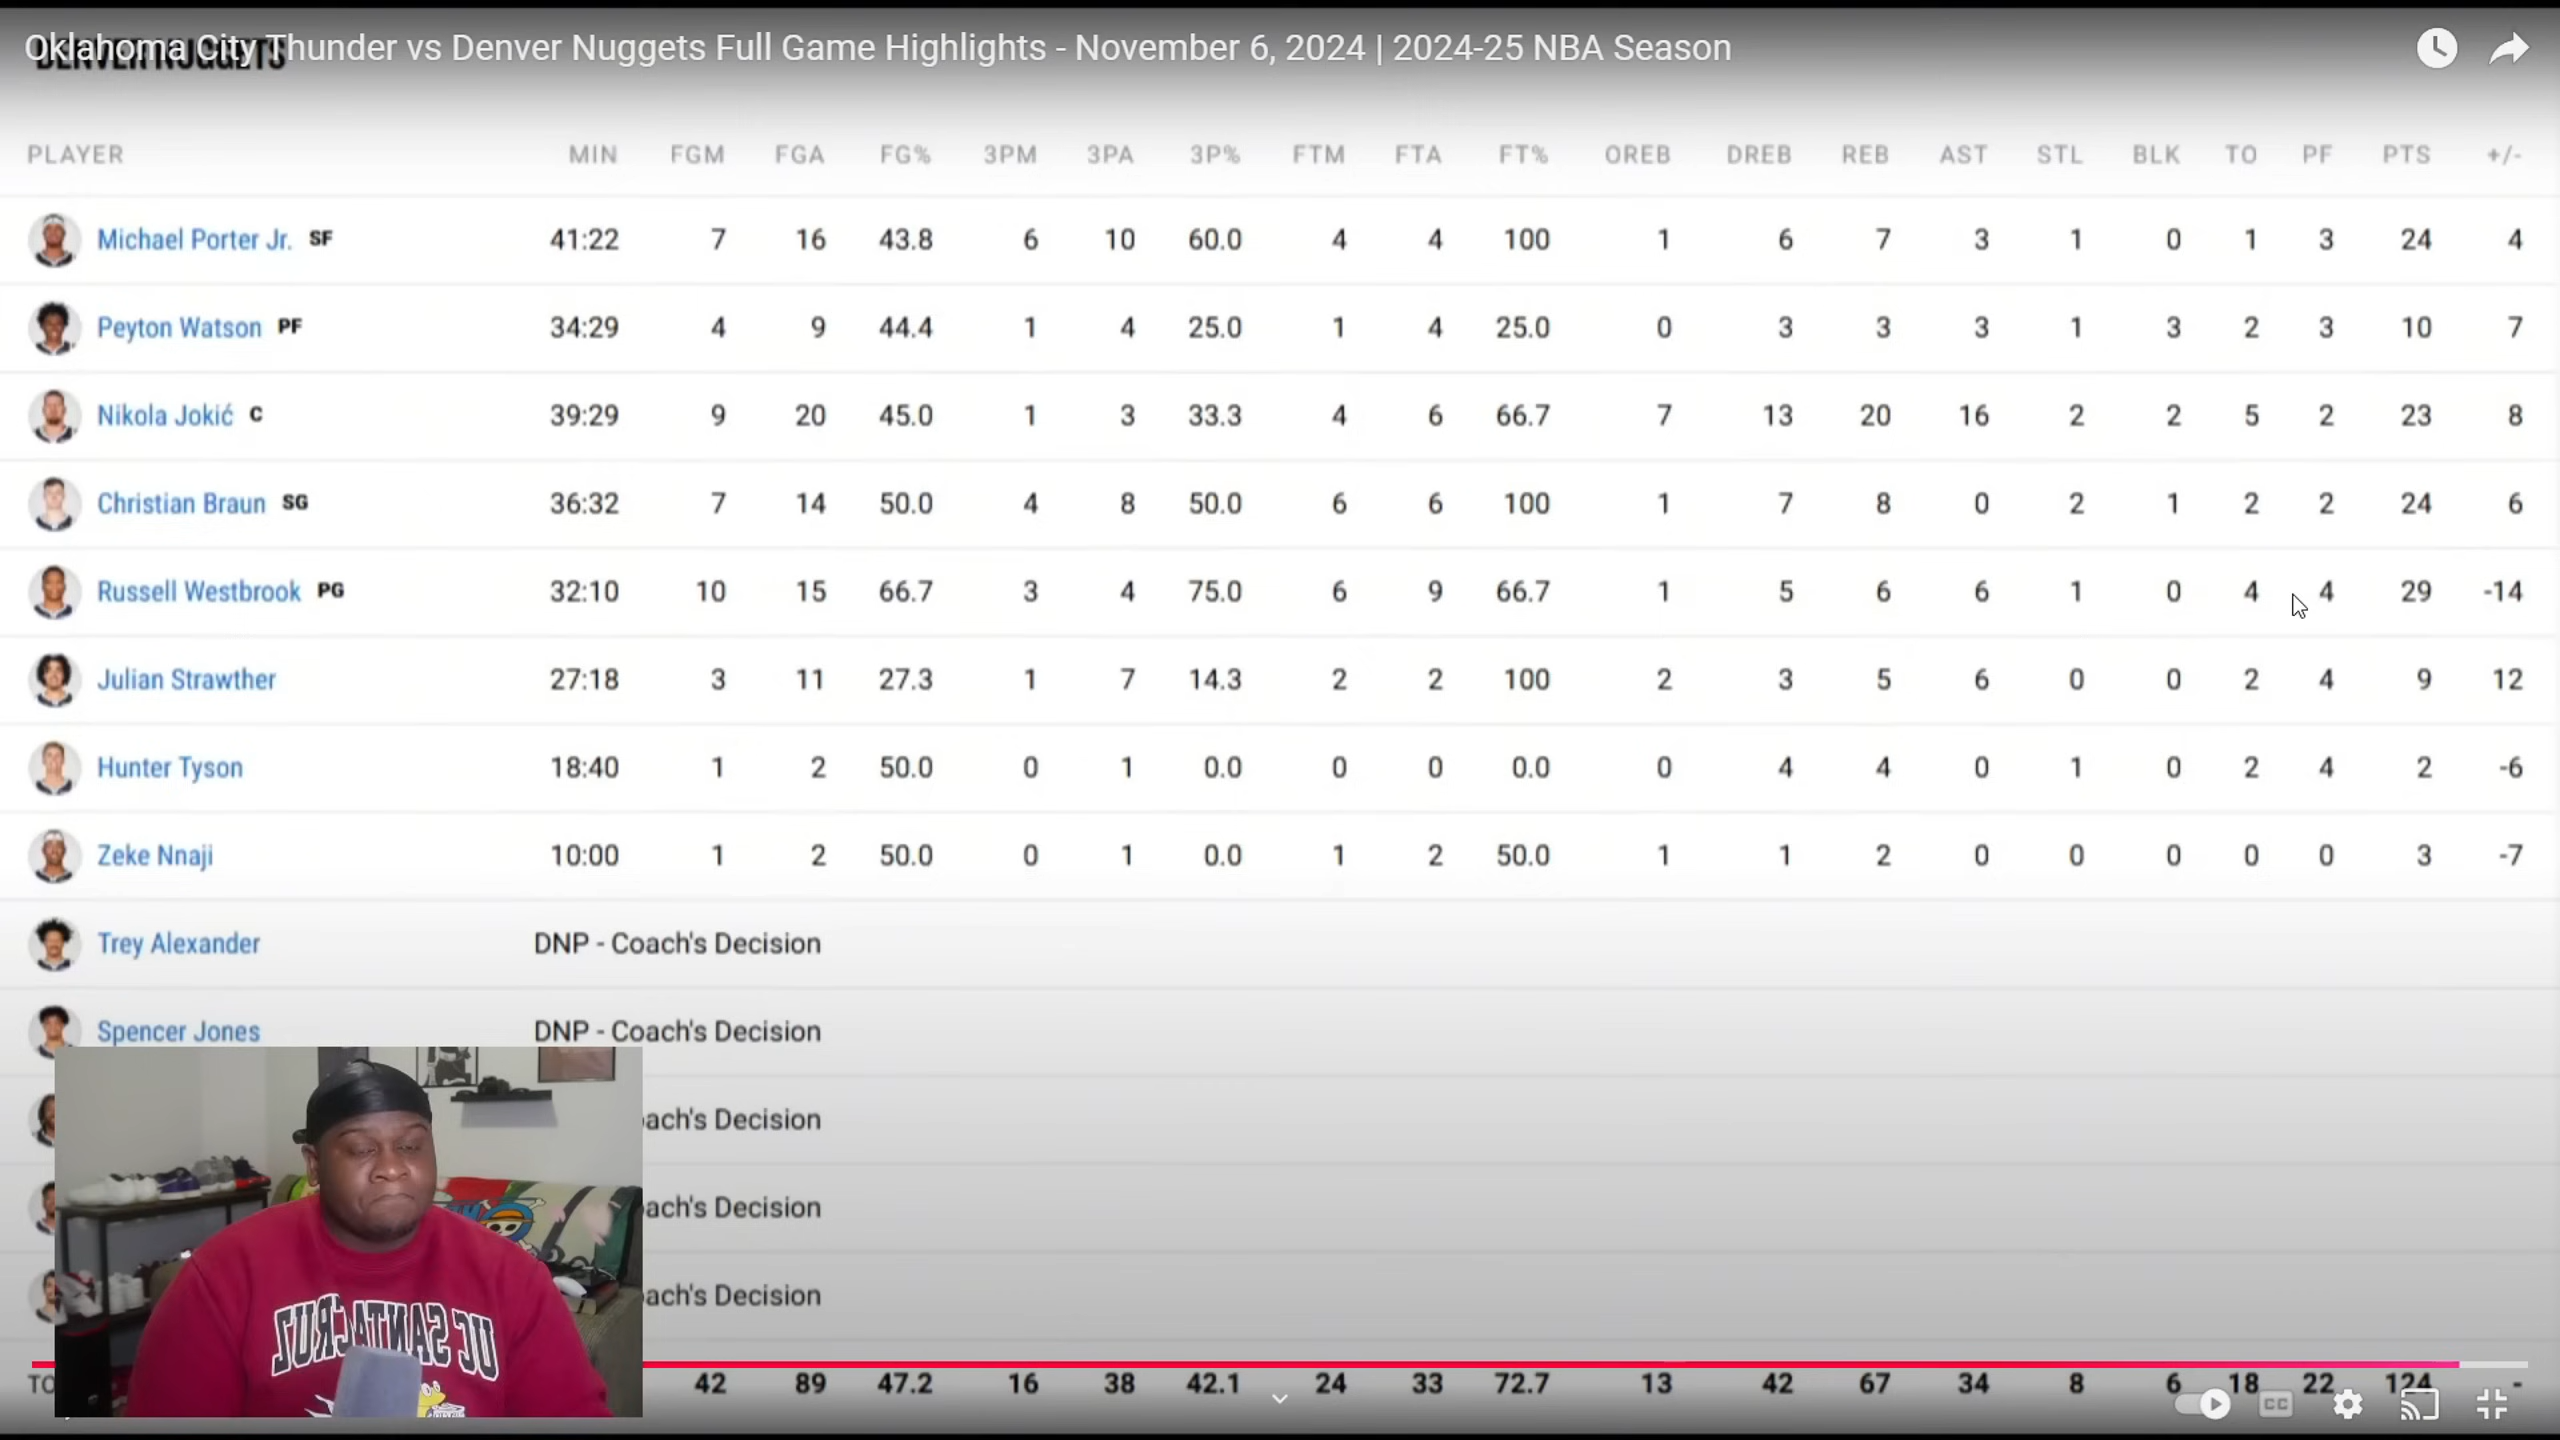 Oklahoma City Thunder vs Denver Nuggets Full Game Highlights - November 6, 2024 | 2024-25 NBA Season
DENVER NUGGETS
PLAYER MIN FGM FGA FG% 3PM 3PA 3P% FTM FTA FT% OREB DREB REB AST STL BLK TO PF PTS +/-
Michael Porter Jr. SF 41:22 7 16 43.8 6 10 60.0 4 4 100 1 6 7 3 1 0 1 3 24 4
Peyton Watson PF 34:29 4 9 44.4 1 4 25.0 1 4 25.0 0 3 3 3 1 3 2 3 10 7
Nikola Jokić C 39:29 9 20 45.0 1 3 33.3 4 6 66.7 7 13 20 16 2 2 5 2 23 8
Christian Braun SG 36:32 7 14 50.0 4 8 50.0 6 6 100 1 7 8 0 2 1 2 2 24 6
Russell Westbrook PG 32:10 10 15 66.7 3 4 75.0 6 9 66.7 1 5 6 6 1 0 4 4 29 -14
Julian Strawther 27:18 3 11 27.3 1 7 14.3 2 2 100 2 3 5 6 0 0 2 4 9 12
Hunter Tyson 18:40 1 2 50.0 0 1 0.0 0 0 0.0 0 4 4 0 1 0 2 4 2 -6
Zeke Nnaji 10:00 1 2 50.0 0 1 0.0 1 2 50.0 1 1 2 0 0 0 0 0 3 -7
Trey Alexander DNP - Coach's Decision
Spencer Jones DNP - Coach's Decision
ach's Decision
ach's Decision
ach's Decision
UC SANTA CRUZ
TO 42 89 47.2 16 38 42.1 24 33 72.7 13 42 67 34 8 6 18 22 124 -
CC